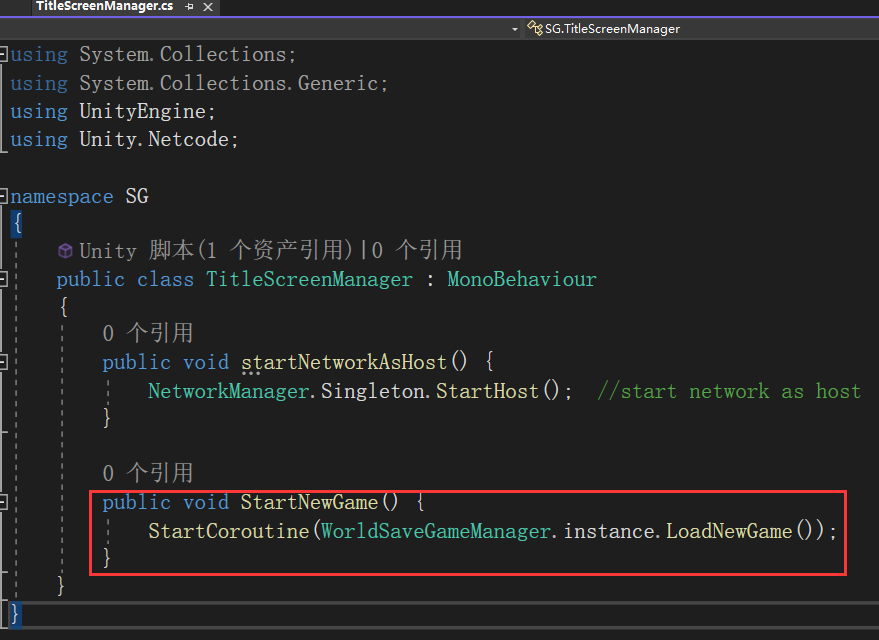 TitleScreenManager.cs
SG.TitleScreenManager
using System.Collections;
using System.Collections.Generic;
using UnityEngine;
using Unity.Netcode;
namespace SG
{
Unity 脚本(1 个资产引用)|0 个引用
public class TitleScreenManager : MonoBehaviour
{
0 个引用
public void startNetworkAsHost() {
NetworkManager.Singleton.StartHost(); //start network as host
}
0 个引用
public void StartNewGame() {
StartCoroutine(WorldSaveGameManager.instance.LoadNewGame());
}
}
}